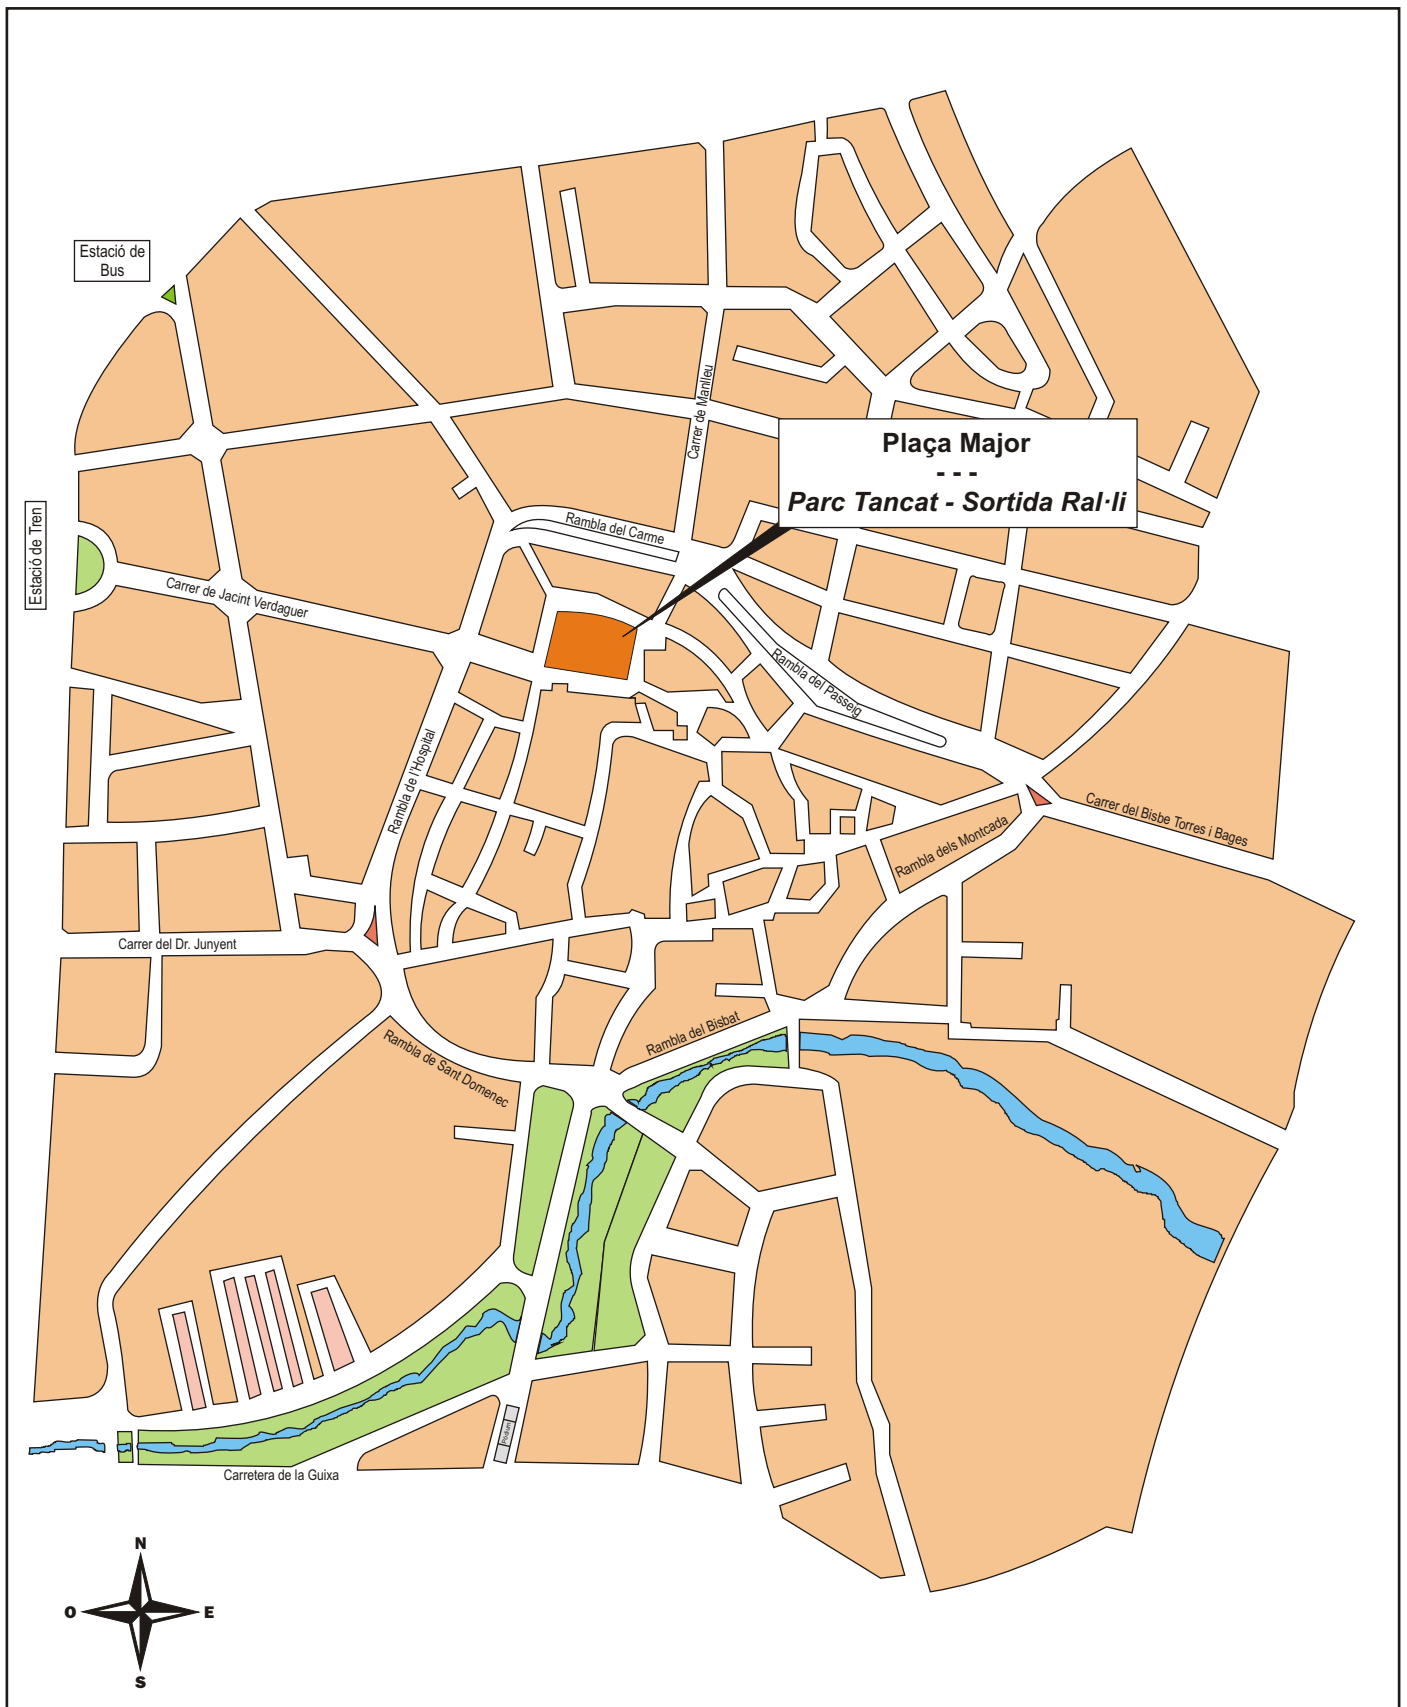 Estació de
Bus
Carrer de Manlleu
Plaça Major
- - -
Parc Tancat - Sortida Ral·li
Estació de Tren
Rambla del Carme
Carrer de Jacint Verdaguer
Rambla del Passeig
Rambla de l'Hospital
Carrer del Bisbe Torres i Bages
Rambla dels Montcada
Carrer del Dr. Junyent
Rambla del Bisbat
Rambla de Sant Domenec
Podium
Carretera de la Guixa
N
O
E
S